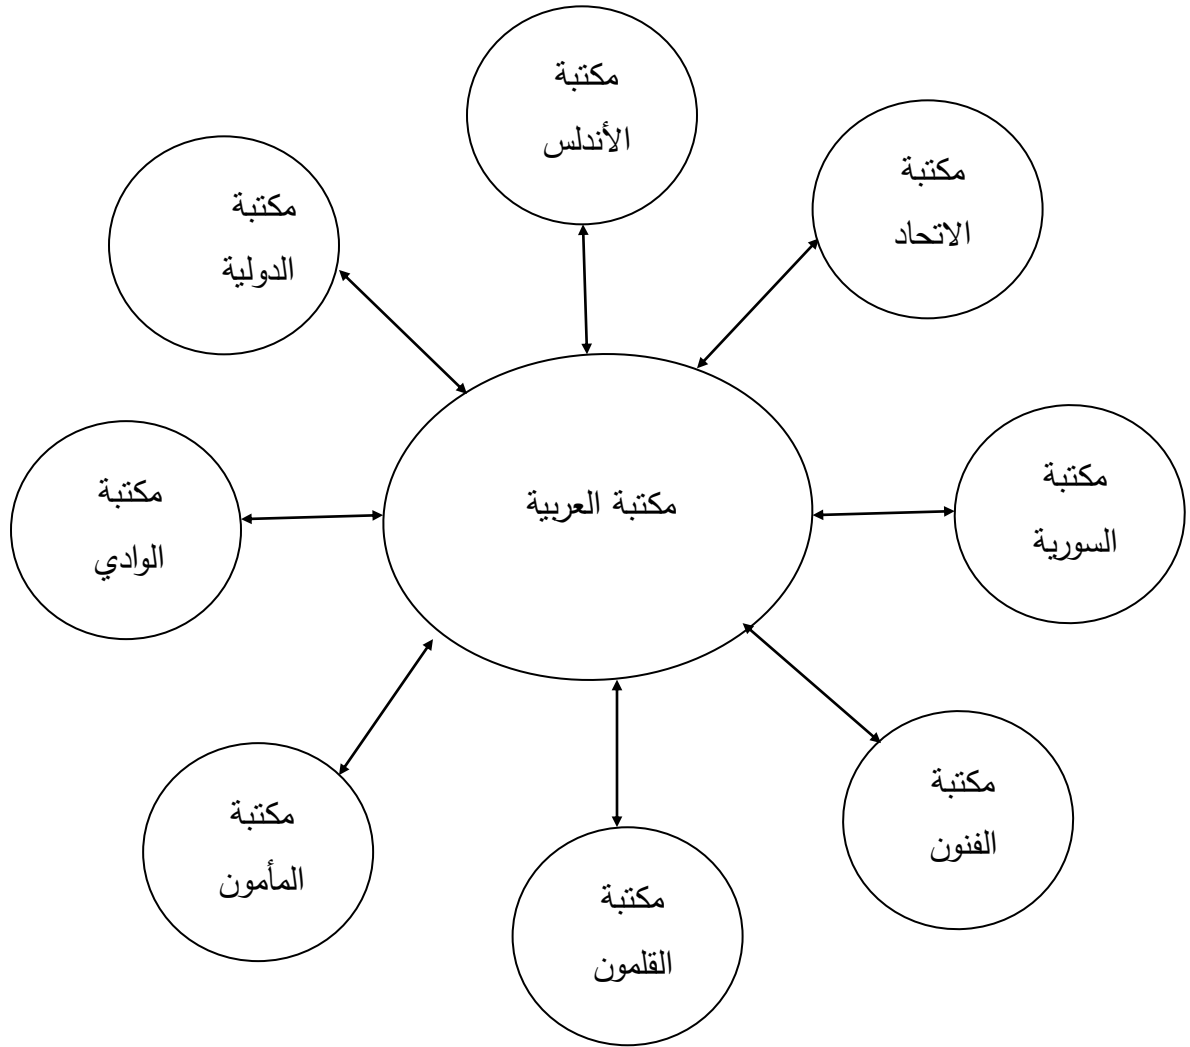 مكتبة
الأندلس
مكتبة
الاتحاد
مكتبة
الدولية
مكتبة
السورية
مكتبة العربية
مكتبة
الوادي
مكتبة
الفنون
مكتبة
المأمون
مكتبة
القلمون